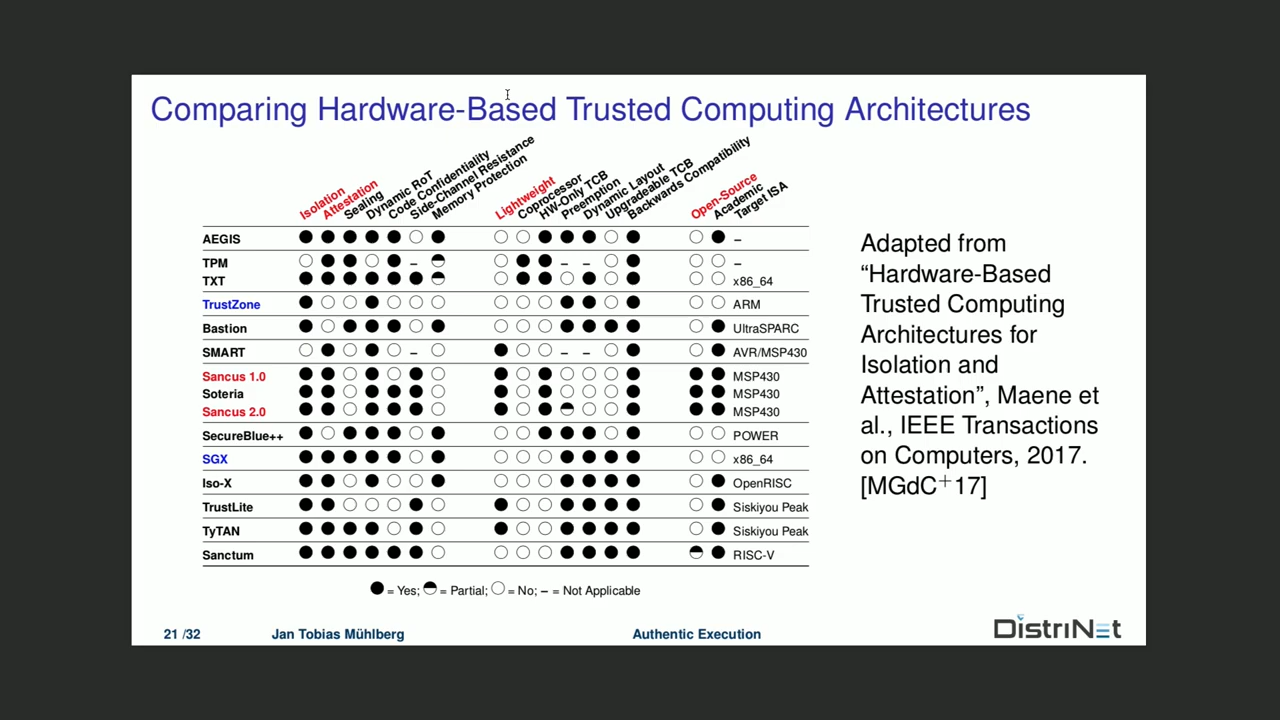 Comparing Hardware-Based Trusted Computing Architectures
Isolation
Attestation
Sealing
Dynamic RoT
Code Confidentiality
Side-Channel Resistance
Memory Protection
Lightweight
Coprocessor
HW-Only TCB
Preemption
Dynamic Layout
Upgradeable TCB
Backwards Compatibility
Open-Source
Academic
Target ISA
AEGIS ● ● ● ● ● ○ ● ○ ○ ● ● ● ○ ● ○ ● –
TPM ○ ● ● ○ ● – ◓ ○ ● ● – – ○ ● ○ ○ –
TXT ● ● ● ● ● ● ◓ ○ ● ● ○ ● ○ ● ○ ○ x86_64
TrustZone ● ○ ○ ● ○ ○ ○ ○ ○ ○ ● ● ○ ● ○ ○ ARM
Bastion ● ○ ● ● ● ○ ● ○ ○ ○ ● ● ● ● ○ ● UltraSPARC
SMART ○ ● ○ ● ○ – ○ ● ○ ○ – – ○ ● ○ ● AVR/MSP430
Sancus 1.0 ● ● ○ ● ○ ● ○ ● ○ ● ○ ○ ○ ● ● ● MSP430
Soteria ● ● ○ ● ● ● ○ ● ○ ● ○ ○ ○ ● ● ● MSP430
Sancus 2.0 ● ● ○ ● ● ● ○ ● ○ ● ◓ ○ ○ ● ● ● MSP430
SecureBlue++ ● ○ ● ● ● ○ ● ○ ○ ● ● ● ○ ● ○ ○ POWER
SGX ● ● ● ● ● ○ ● ○ ○ ○ ● ● ● ● ○ ○ x86_64
Iso-X ● ● ○ ● ○ ○ ● ○ ○ ○ ● ● ● ● ○ ● OpenRISC
TrustLite ● ● ○ ○ ○ ● ○ ● ○ ○ ● ● ● ● ○ ● Siskiyou Peak
TyTAN ● ● ● ● ○ ● ○ ● ○ ○ ● ● ● ● ○ ● Siskiyou Peak
Sanctum ● ● ● ● ● ● ○ ○ ○ ○ ● ● ● ● ◓ ● RISC-V
● = Yes; ◓ = Partial; ○ = No; – = Not Applicable
Adapted from
“Hardware-Based
Trusted Computing
Architectures for
Isolation and
Attestation”, Maene et
al., IEEE Transactions
on Computers, 2017.
[MGdC+17]
21 /32 Jan Tobias Mühlberg Authentic Execution DistriNet